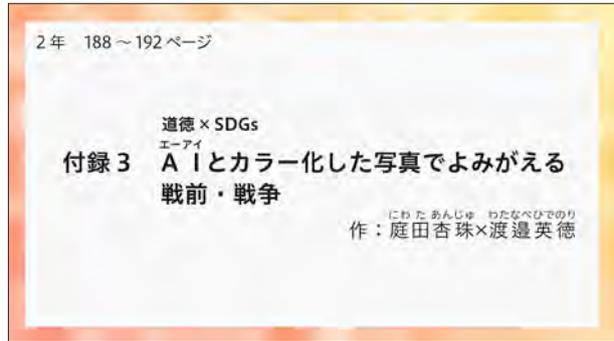 2年 188～192ページ
道徳×SDGs
エーアイ
付録3 AIとカラー化した写真でよみがえる
戦前・戦争
にわ た あんじゅ わたなべひでのり
作：庭田杏珠×渡邉英徳